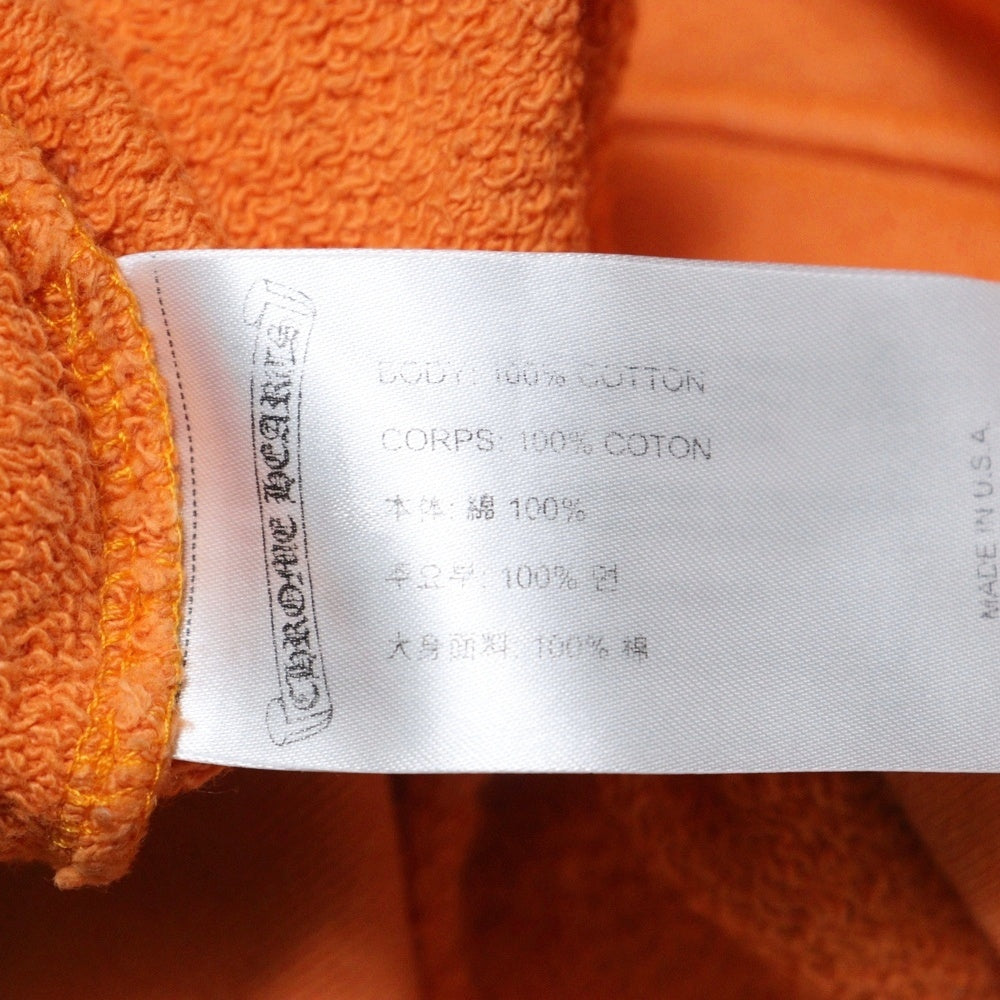 CHROME HEARTS
BODY: 100% COTTON
CORPS: 100% COTON
本体: 綿 100%
주요부: 100% 면
大身面料: 100% 棉
MADE IN U.S.A.